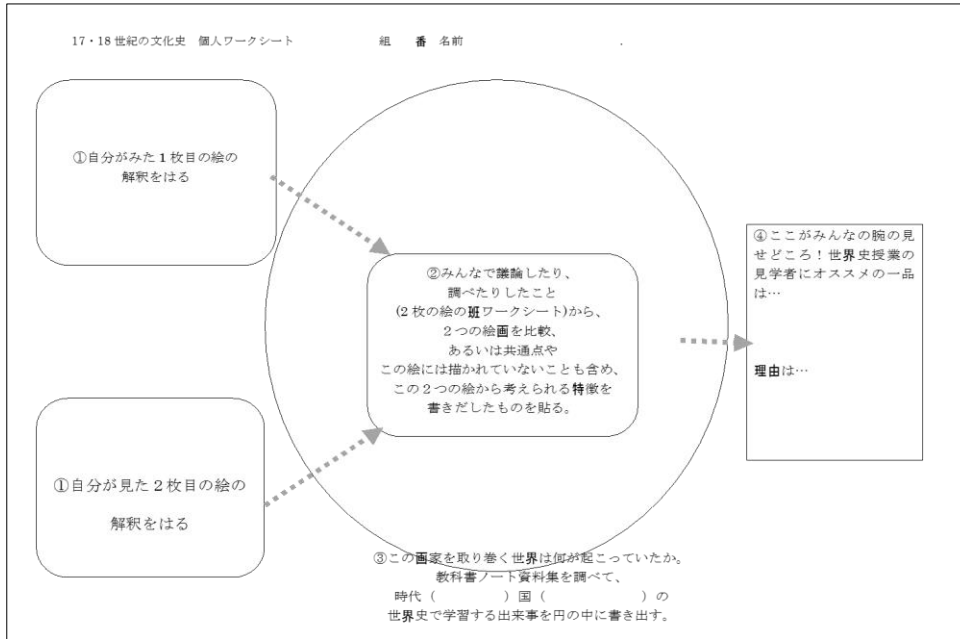 17・18世紀の文化史　個人ワークシート　　　組　番　名前　　　　　　　　.
①自分がみた1枚目の絵の
解釈をはる
①自分が見た2枚目の絵の
解釈をはる
②みんなで議論したり、
調べたりしたこと
(2枚の絵の班ワークシート)から、
2つの絵画を比較、
あるいは共通点や
この絵には描かれていないことも含め、
この2つの絵から考えられる特徴を
書きだしたものを貼る。
③この画家を取り巻く世界は何が起こっていたか。
教科書ノート資料集を調べて、
時代（　　　　　）国（　　　　　　）の
世界史で学習する出来事を円の中に書き出す。
④ここがみんなの腕の見
せどころ！世界史授業の
見学者にオススメの一品
は…
理由は…